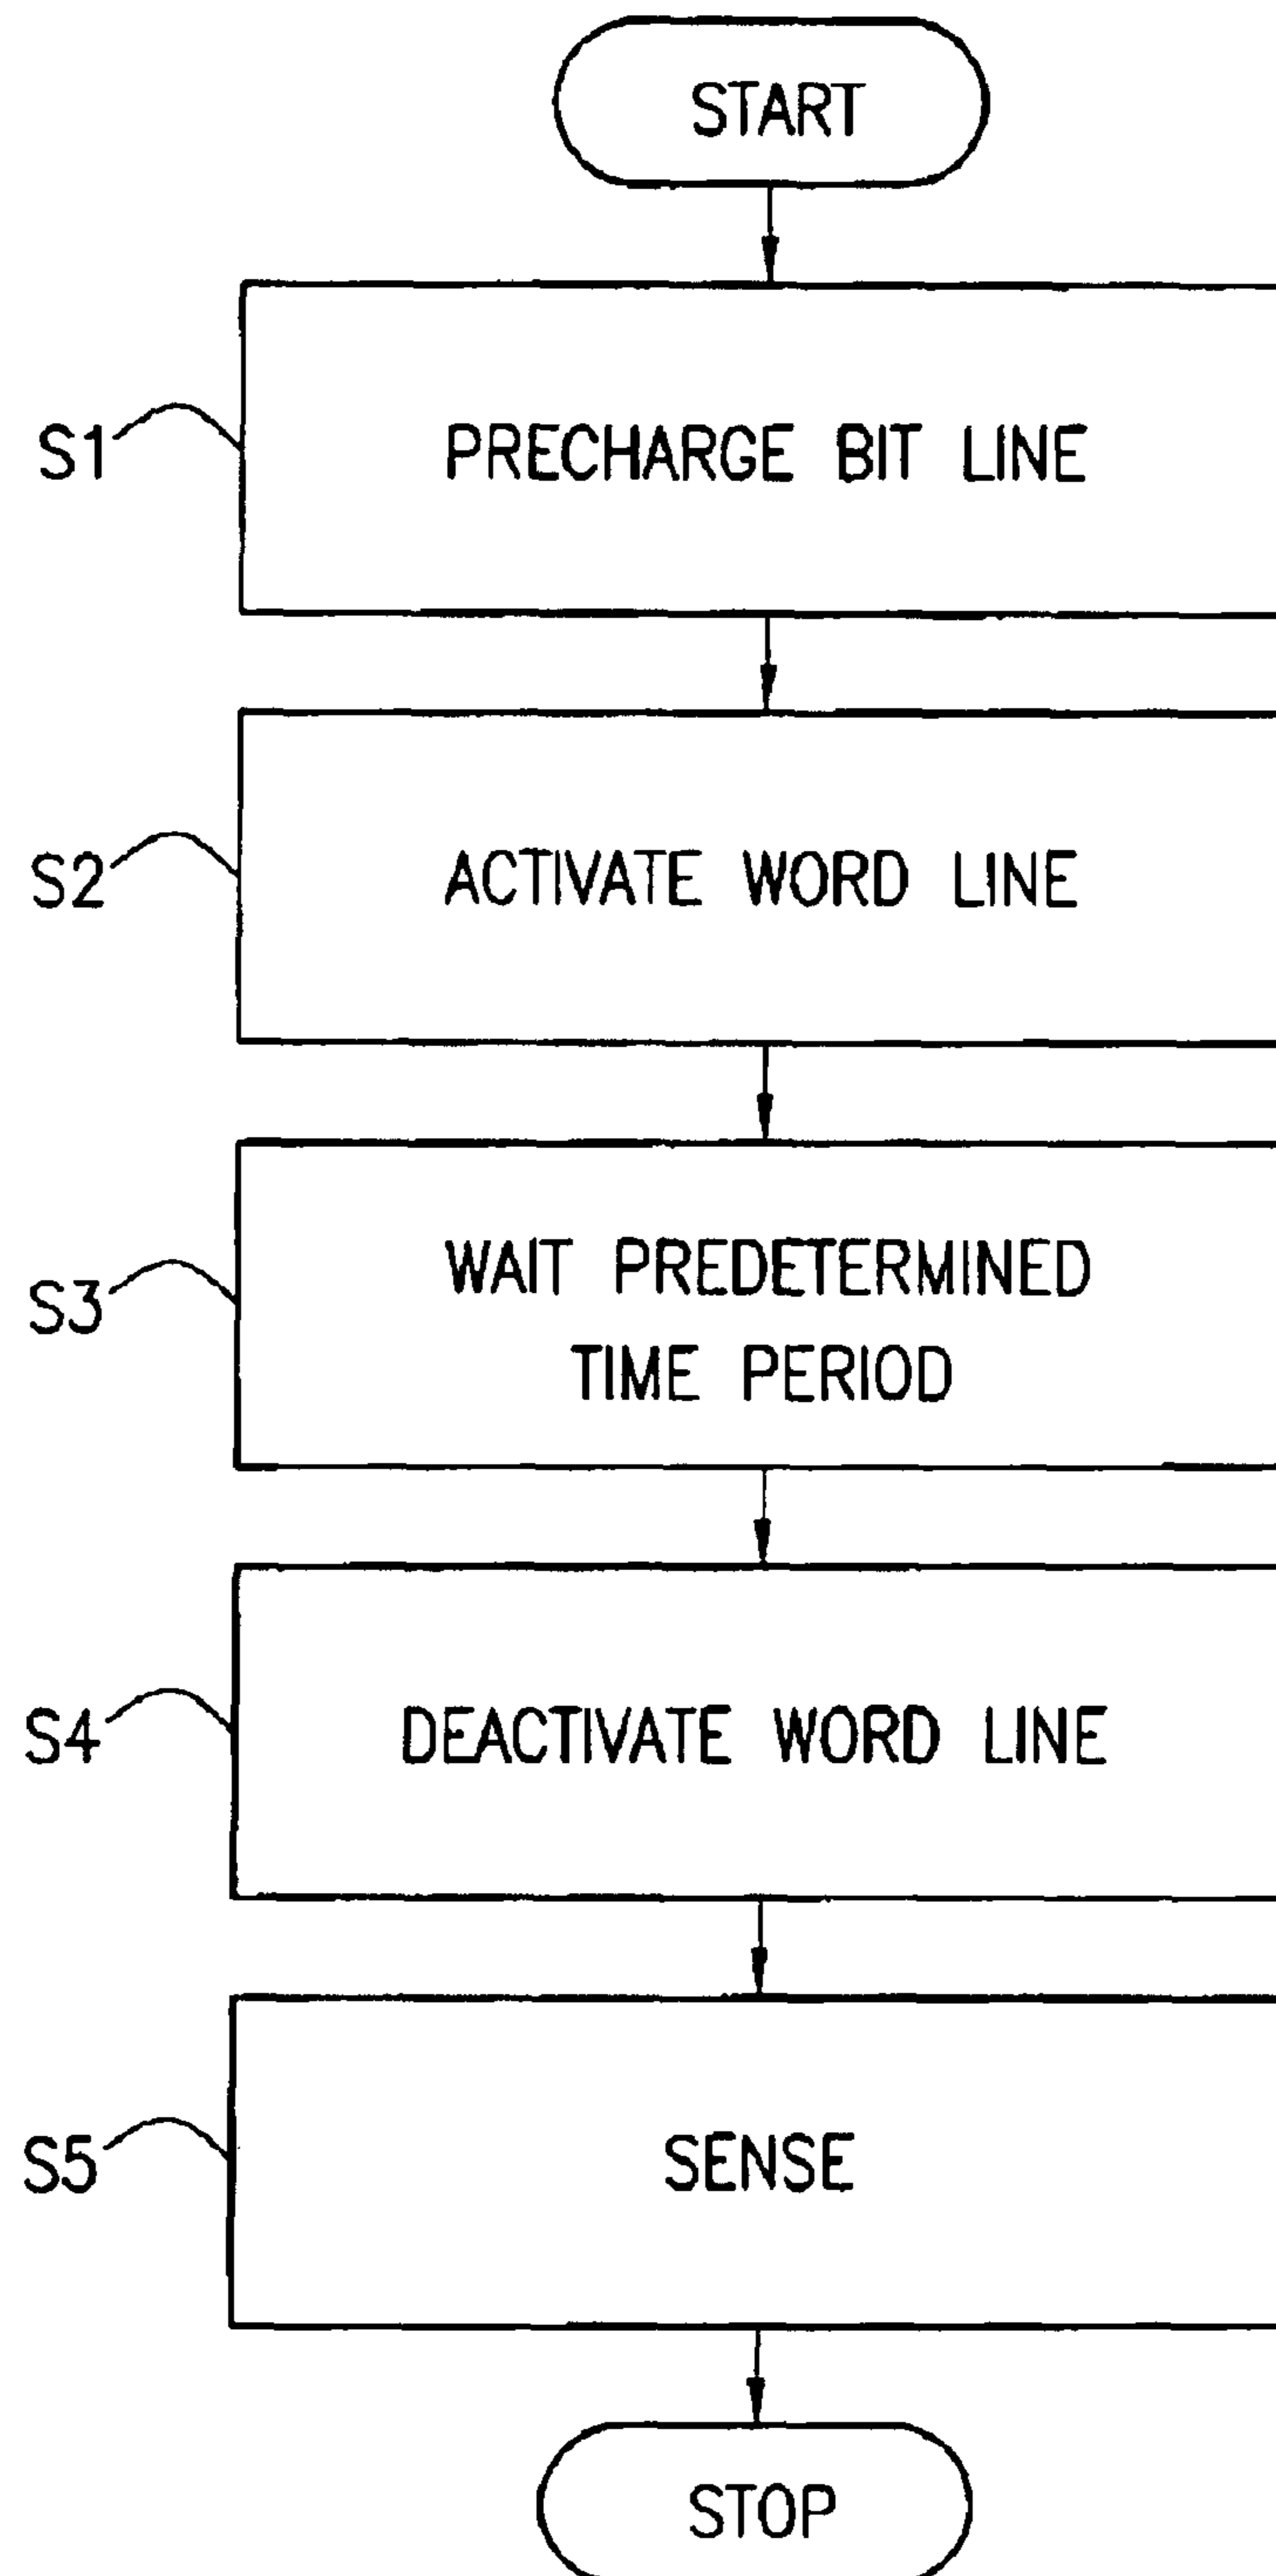 START
S1
PRECHARGE BIT LINE
S2
ACTIVATE WORD LINE
S3
WAIT PREDETERMINED
TIME PERIOD
S4
DEACTIVATE WORD LINE
S5
SENSE
STOP